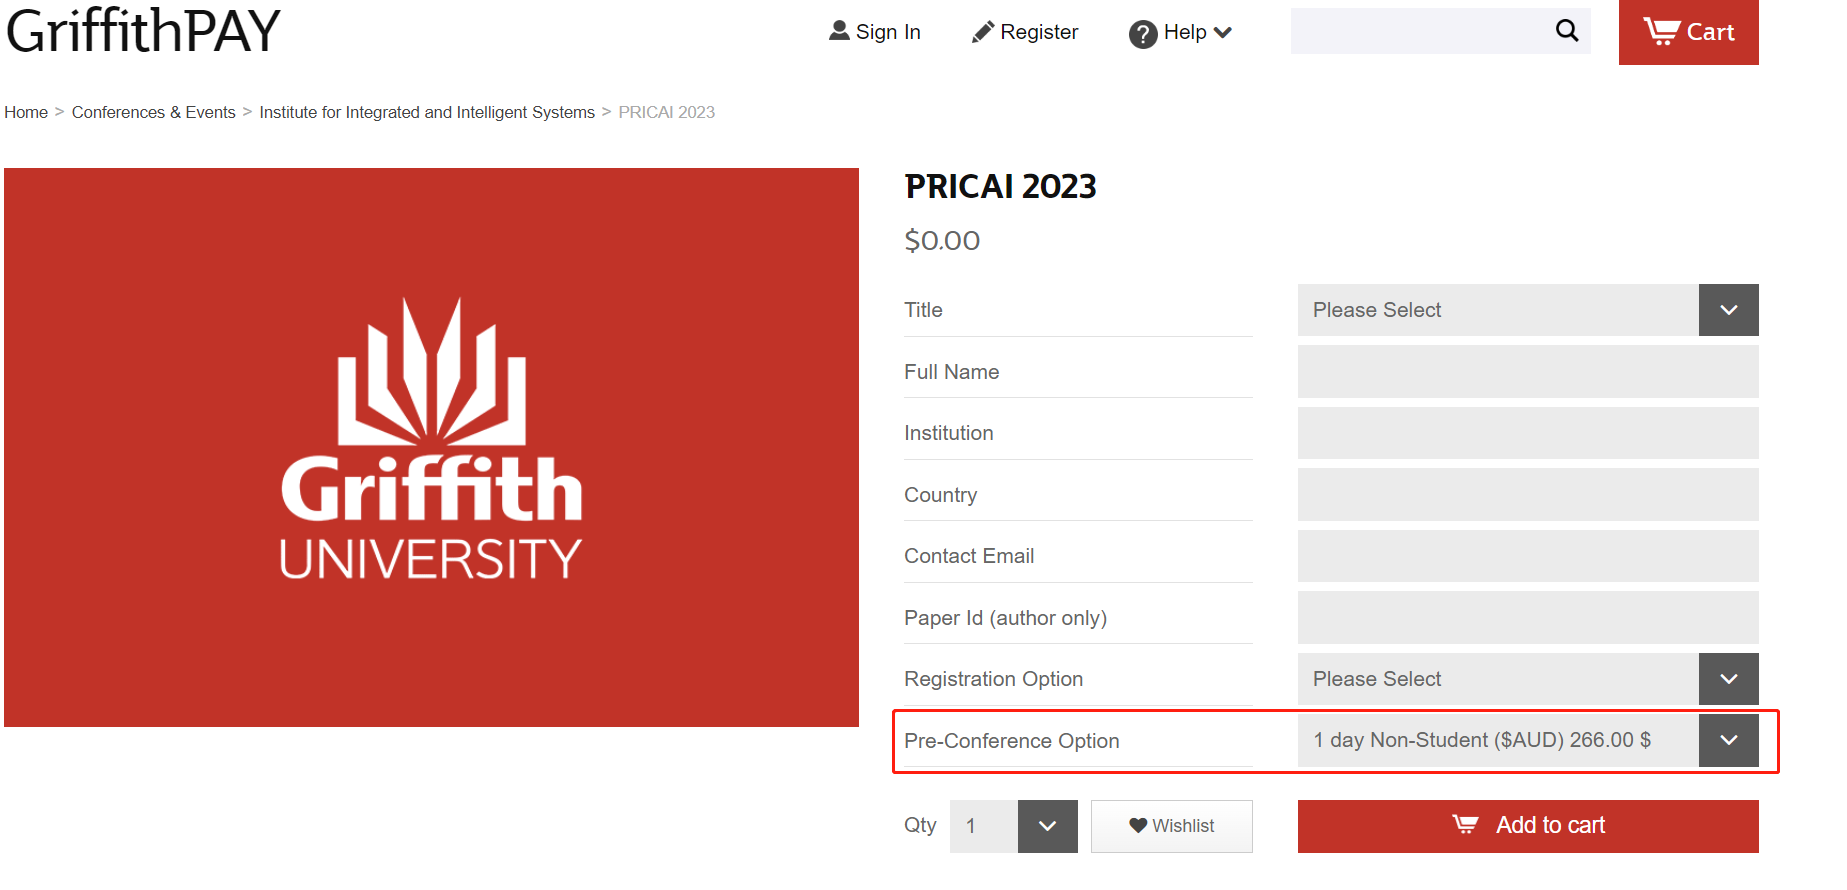 GriffithPAY
Sign In
Register
? Help
Cart
Home > Conferences & Events > Institute for Integrated and Intelligent Systems > PRICAI 2023
Griffith
UNIVERSITY
PRICAI 2023
$0.00
Title
Please Select
Full Name
Institution
Country
Contact Email
Paper Id (author only)
Registration Option
Please Select
Pre-Conference Option
1 day Non-Student ($AUD) 266.00 $
Qty
1
Wishlist
Add to cart